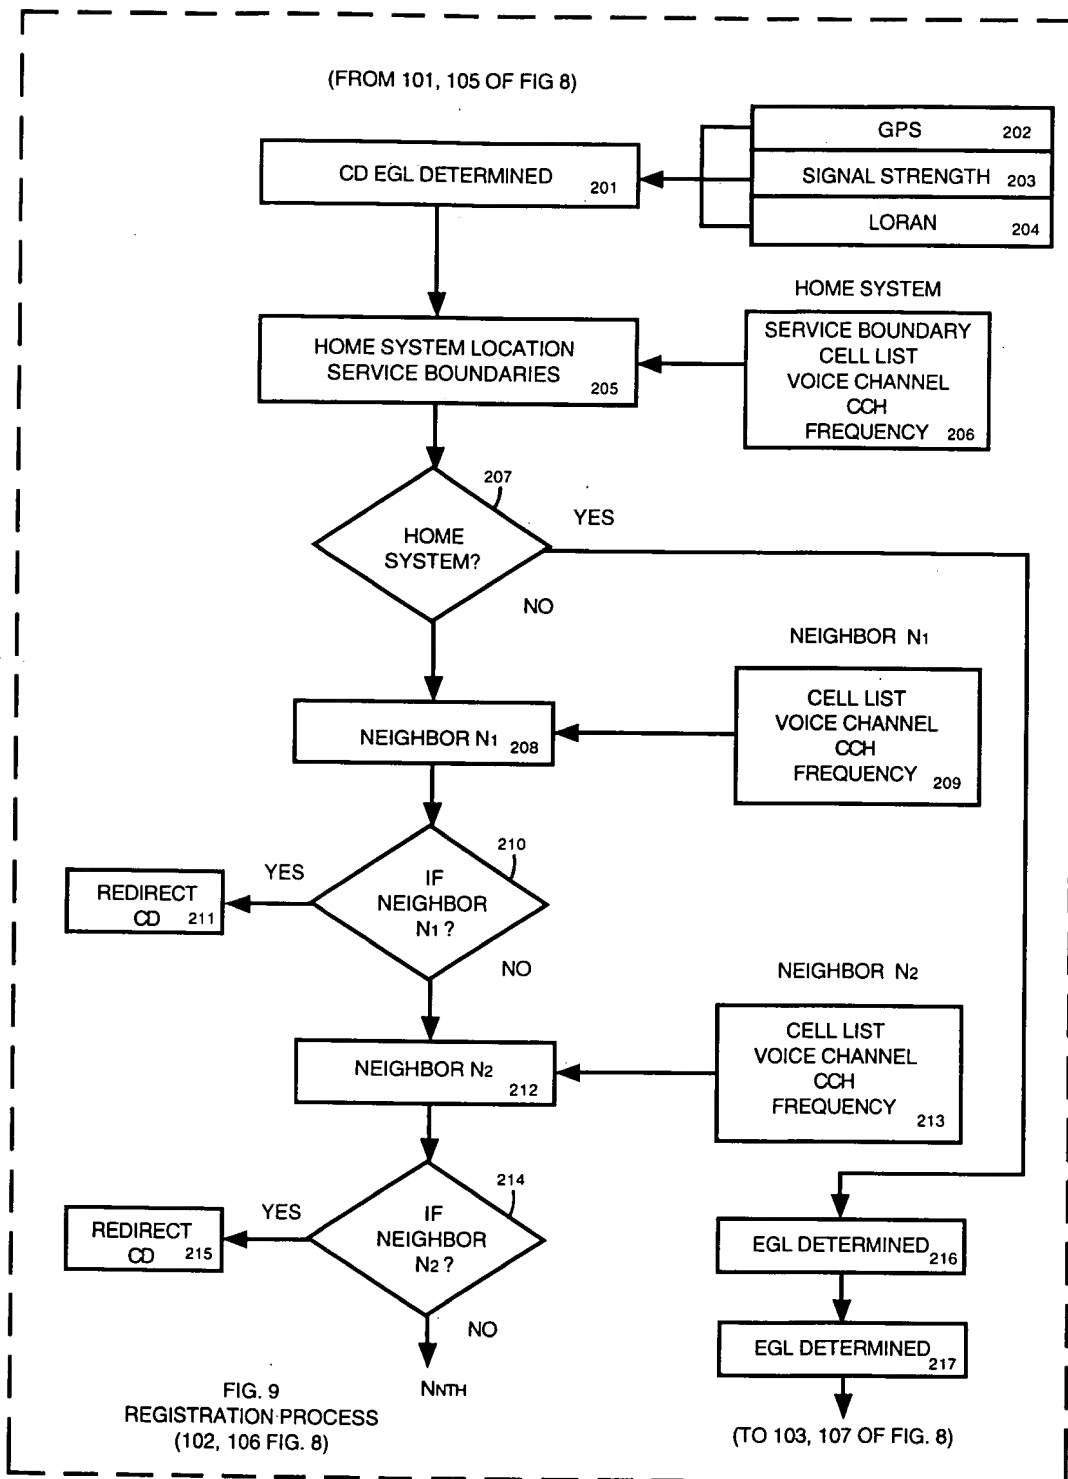 (FROM 101, 105 OF FIG 8)
GPS 202
CD EGL DETERMINED 201
SIGNAL STRENGTH 203
LORAN 204
HOME SYSTEM
HOME SYSTEM LOCATION
SERVICE BOUNDARIES 205
SERVICE BOUNDARY
CELL LIST
VOICE CHANNEL
CCH
FREQUENCY 206
207
YES
HOME
SYSTEM?
NO
NEIGHBOR N1
NEIGHBOR N1 208
CELL LIST
VOICE CHANNEL
CCH
FREQUENCY 209
210
YES
REDIRECT
CD 211
IF
NEIGHBOR
N1 ?
NO
NEIGHBOR N2
NEIGHBOR N2 212
CELL LIST
VOICE CHANNEL
CCH
FREQUENCY 213
214
YES
REDIRECT
CD 215
IF
NEIGHBOR
N2 ?
NO
EGL DETERMINED 216
EGL DETERMINED 217
NNTH
FIG. 9
REGISTRATION PROCESS
(102, 106 FIG. 8)
(TO 103, 107 OF FIG. 8)